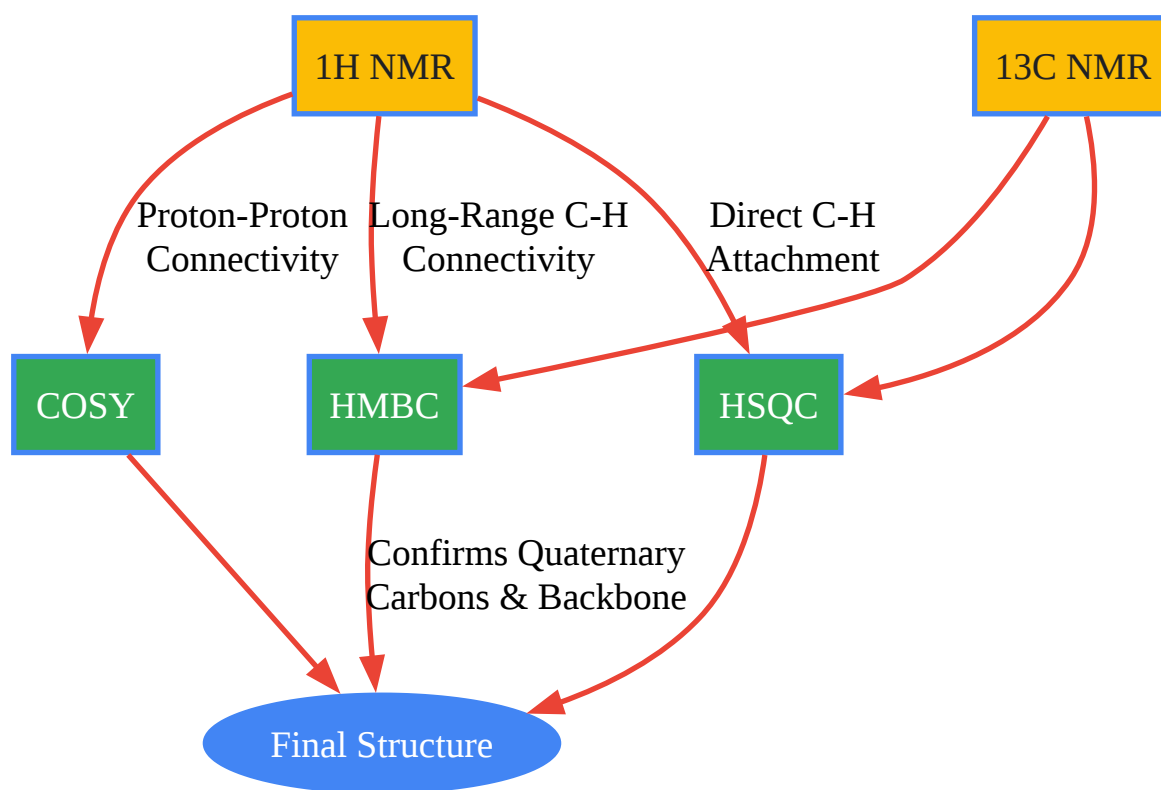 1H NMR
13C NMR
Proton-Proton
Connectivity
Long-Range C-H
Connectivity
Direct C-H
Attachment
COSY
HMBC
HSQC
Confirms Quaternary
Carbons & Backbone
Final Structure